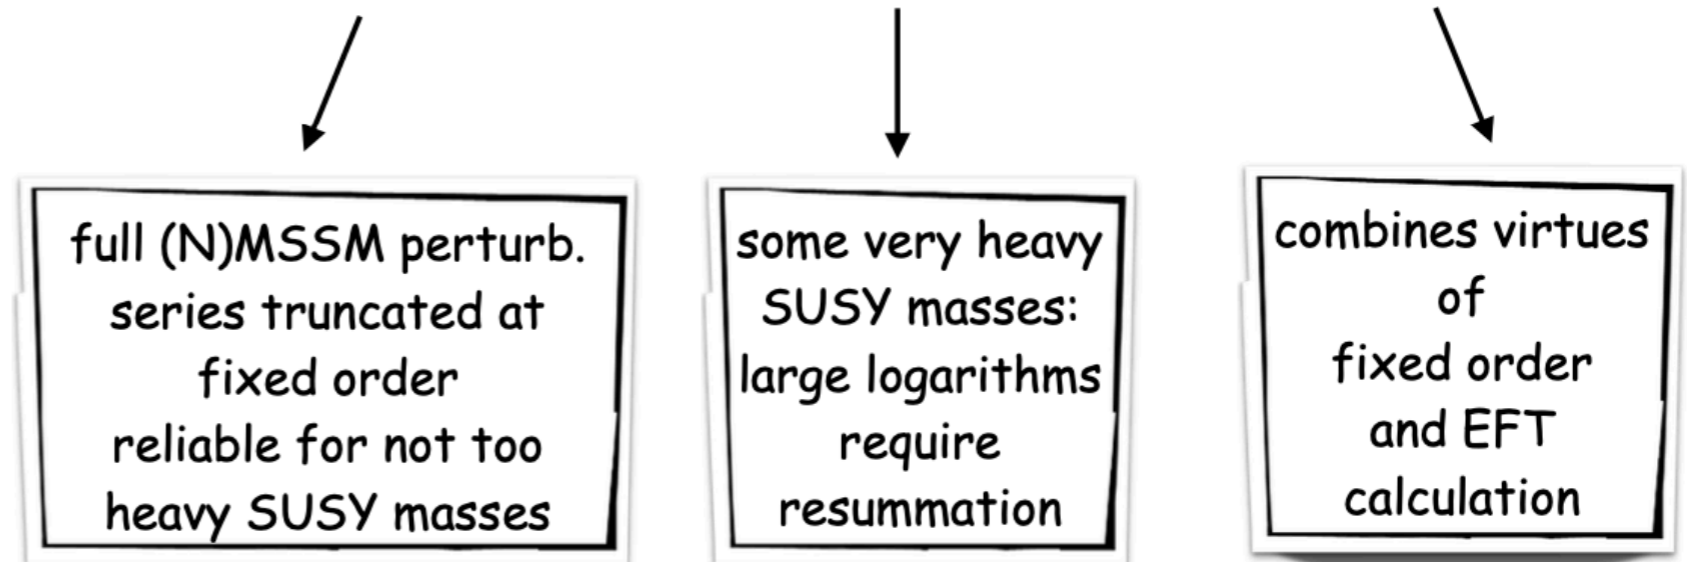 full (N)MSSM perturb.
series truncated at
fixed order
reliable for not too
heavy SUSY masses
some very heavy
SUSY masses:
large logarithms
require
resummation
combines virtues
of
fixed order
and EFT
calculation